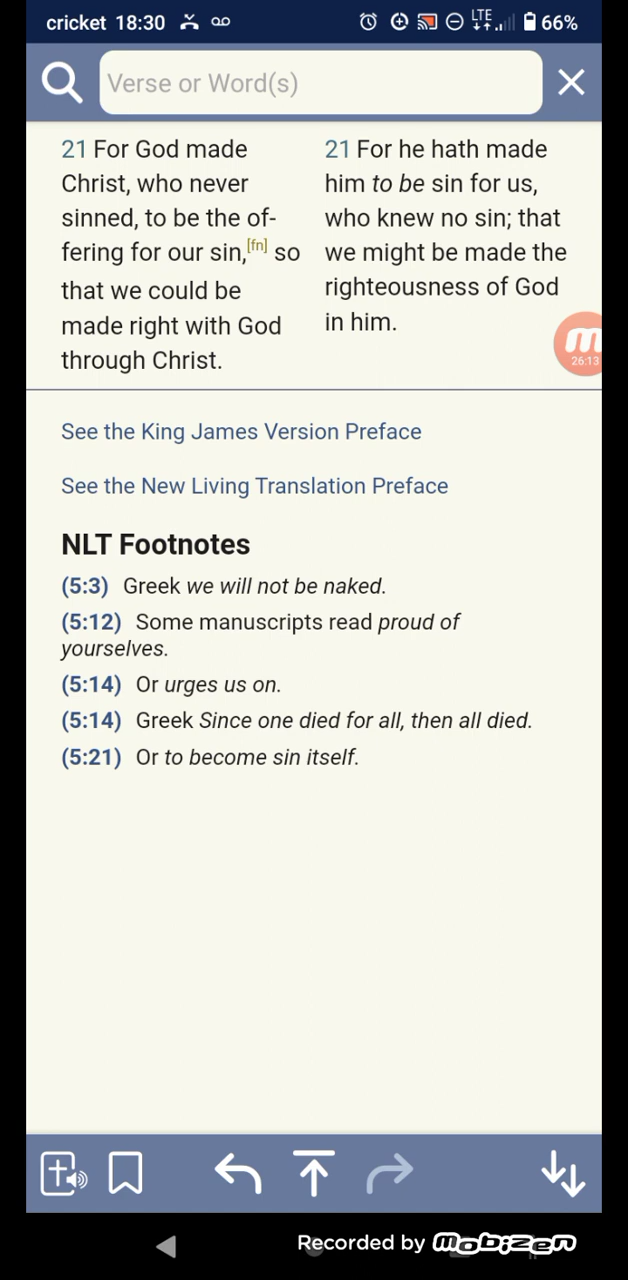 cricket 18:30 LTE 66%
Verse or Word(s)
21 For God made
Christ, who never
sinned, to be the of-
fering for our sin,[fn] so
that we could be
made right with God
through Christ.
21 For he hath made
him to be sin for us,
who knew no sin; that
we might be made the
righteousness of God
in him.
m
26:13
See the King James Version Preface
See the New Living Translation Preface
NLT Footnotes
(5:3) Greek we will not be naked.
(5:12) Some manuscripts read proud of
yourselves.
(5:14) Or urges us on.
(5:14) Greek Since one died for all, then all died.
(5:21) Or to become sin itself.
Recorded by Mobizen